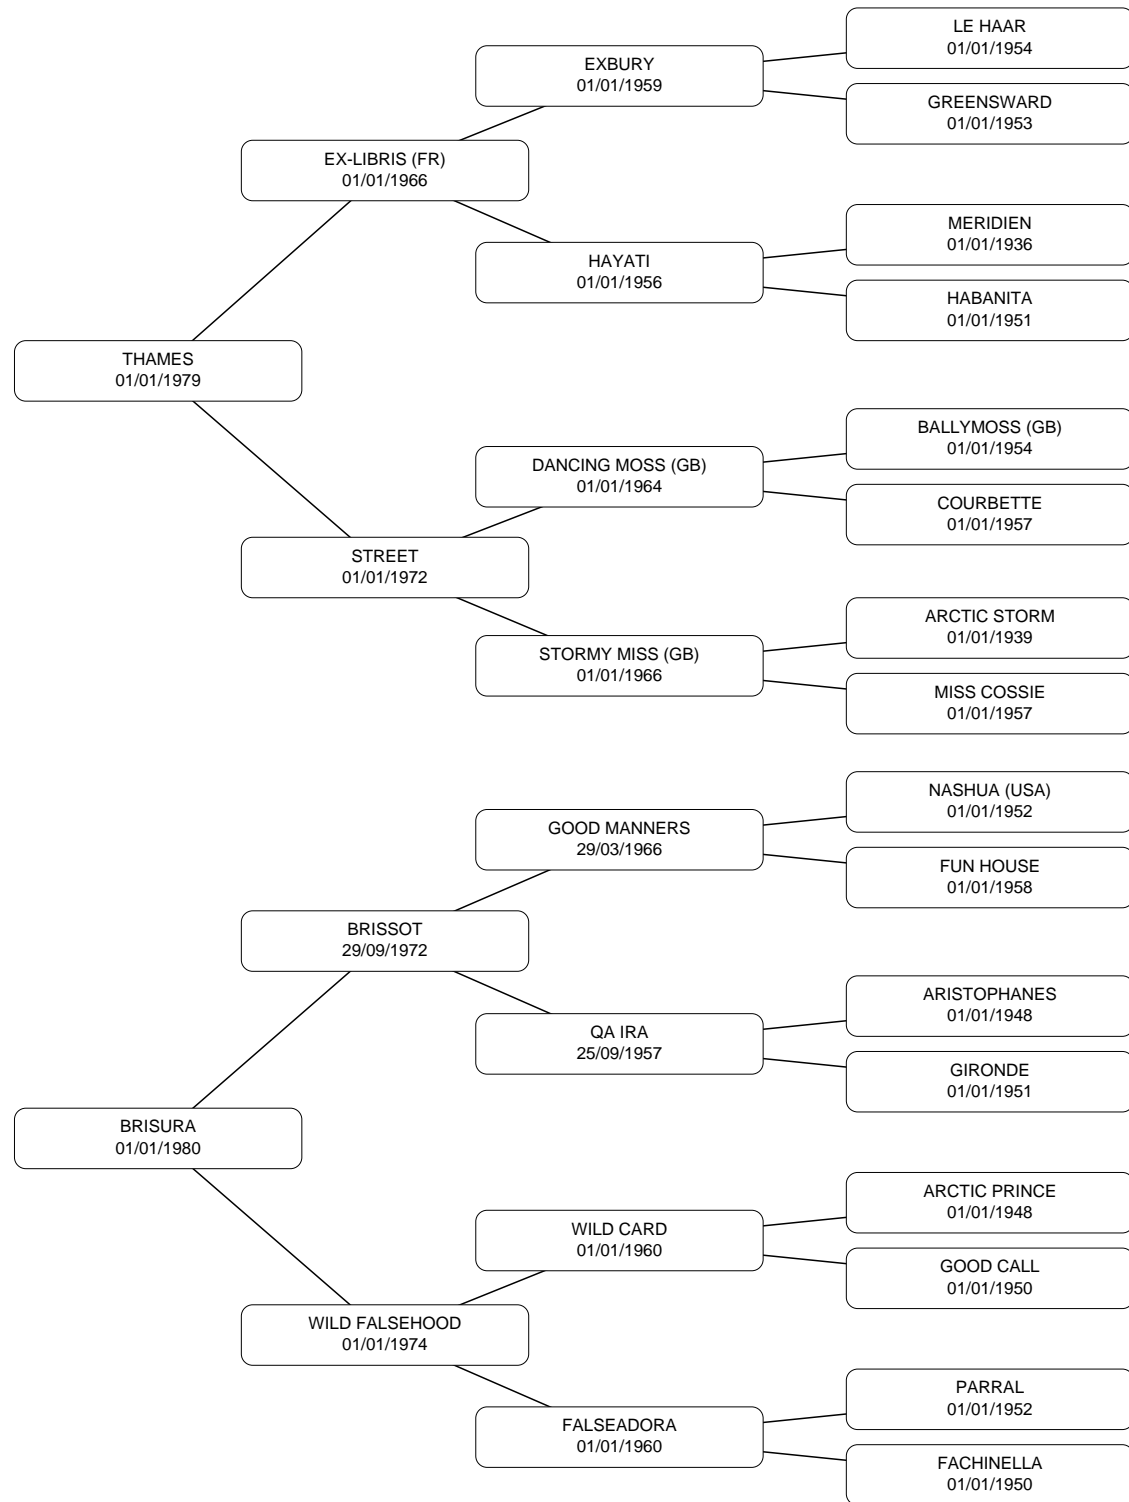 LE HAAR
01/01/1954
EXBURY
01/01/1959
GREENSWARD
01/01/1953
EX-LIBRIS (FR)
01/01/1966
MERIDIEN
01/01/1936
HAYATI
01/01/1956
HABANITA
01/01/1951
THAMES
01/01/1979
BALLYMOSS (GB)
01/01/1954
DANCING MOSS (GB)
01/01/1964
COURBETTE
01/01/1957
STREET
01/01/1972
ARCTIC STORM
01/01/1939
STORMY MISS (GB)
01/01/1966
MISS COSSIE
01/01/1957
NASHUA (USA)
01/01/1952
GOOD MANNERS
29/03/1966
FUN HOUSE
01/01/1958
BRISSOT
29/09/1972
ARISTOPHANES
01/01/1948
QA IRA
25/09/1957
GIRONDE
01/01/1951
BRISURA
01/01/1980
ARCTIC PRINCE
01/01/1948
WILD CARD
01/01/1960
GOOD CALL
01/01/1950
WILD FALSEHOOD
01/01/1974
PARRAL
01/01/1952
FALSEADORA
01/01/1960
FACHINELLA
01/01/1950